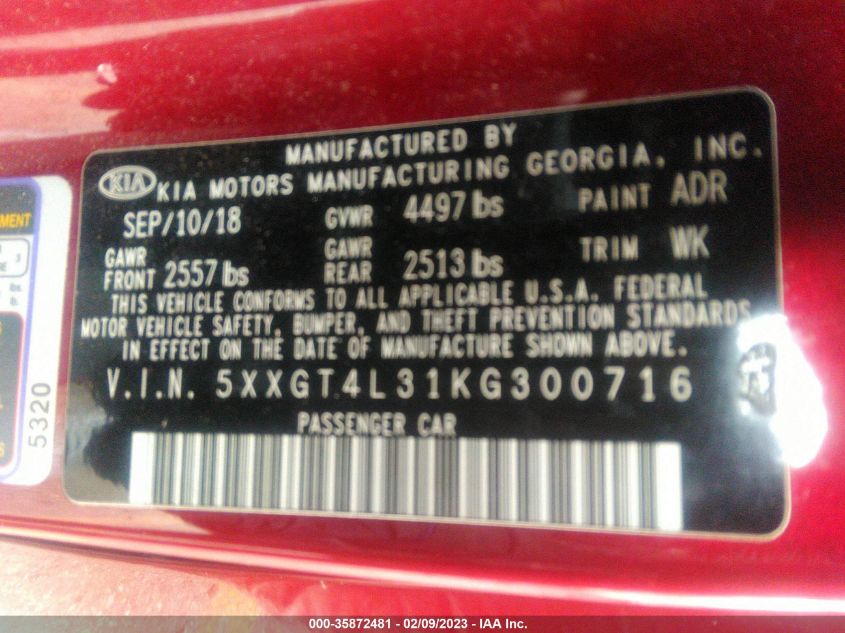 MANUFACTURED BY
KIA KIA MOTORS MANUFACTURING GEORGIA, INC.
SEP/10/18 GVWR 4497 lbs PAINT ADR
GAWR FRONT 2557 lbs GAWR REAR 2513 lbs TRIM WK
THIS VEHICLE CONFORMS TO ALL APPLICABLE U.S.A. FEDERAL
MOTOR VEHICLE SAFETY, BUMPER, AND THEFT PREVENTION STANDARDS
IN EFFECT ON THE DATE OF MANUFACTURE SHOWN ABOVE.
V.I.N. 5XXGT4L31KG300716
PASSENGER CAR
5320
000-35872481 - 02/09/2023 - IAA Inc.